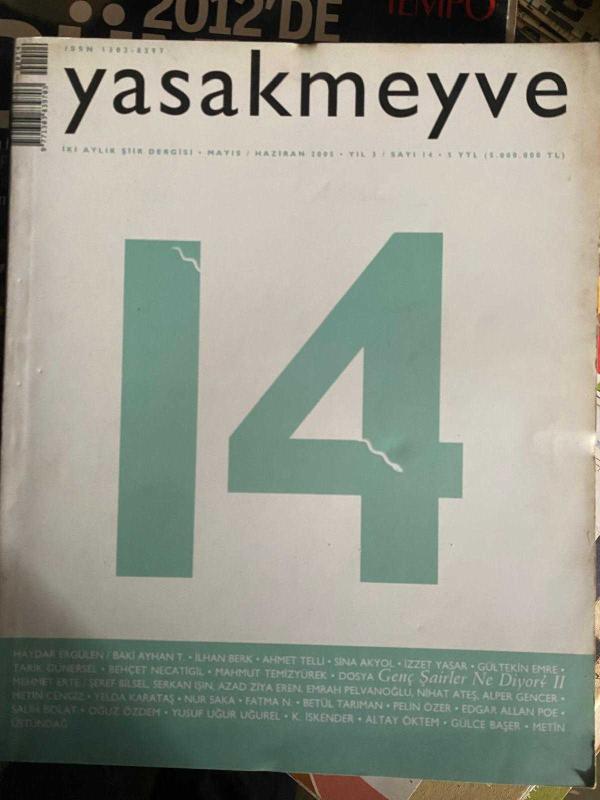 2012'DE
TEMPO
ISSN 1303-8397
yasakmeyve
İKİ AYLIK ŞİİR DERGİSİ • MAYIS / HAZİRAN 2005 • YIL 3 / SAYI 14 • 5 YTL (5.000.000 TL)
14
HAYDAR ERGÜLEN / BAKİ AYHAN T. • İLHAN BERK • AHMET TELLİ • SİNA AKYOL • İZZET YASAR • GÜLTEKİN EMRE •
TARIK GÜNERSEL • BEHÇET NECATİGİL • MAHMUT TEMİZYÜREK • DOSYA Genç Şairler Ne Diyor? II
MEHMET ERTE / ŞEREF BİLSEL, SERKAN IŞIN, AZAD ZİYA EREN, EMRAH PELVANOĞLU, NİHAT ATEŞ, ALPER GENCER •
METİN CENGİZ • YELDA KARATAŞ • NUR SAKA • FATMA N. • BETÜL TARIMAN • PELİN ÖZER • EDGAR ALLAN POE •
SALİH BOLAT • OĞUZ ÖZDEM • YUSUF UĞUR UĞUREL • K. İSKENDER • ALTAY ÖKTEM • GÜLCE BAŞER • METİN
ÜSTÜNDAĞ